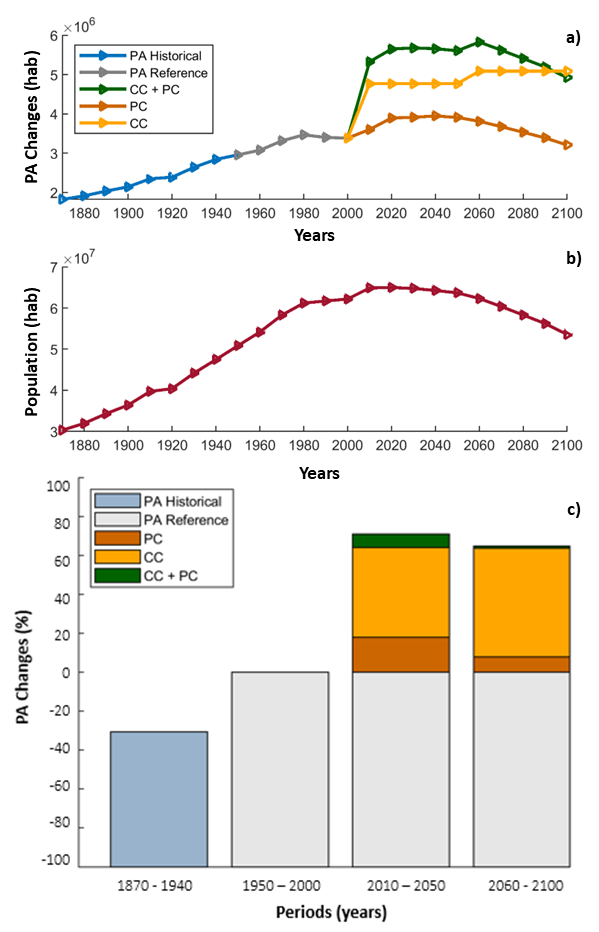 ×10⁶
a)
PA Changes (hab)
6
5
4
3
2
PA Historical
PA Reference
CC + PC
PC
CC
1880 1900 1920 1940 1960 1980 2000 2020 2040 2060 2080 2100
Years
×10⁷
b)
Population (hab)
7
6
5
4
3
1880 1900 1920 1940 1960 1980 2000 2020 2040 2060 2080 2100
Years
c)
PA Changes (%)
100
80
60
40
20
0
-20
-40
-60
-80
-100
PA Historical
PA Reference
PC
CC
CC + PC
1870 - 1940 1950 – 2000 2010 – 2050 2060 - 2100
Periods (years)